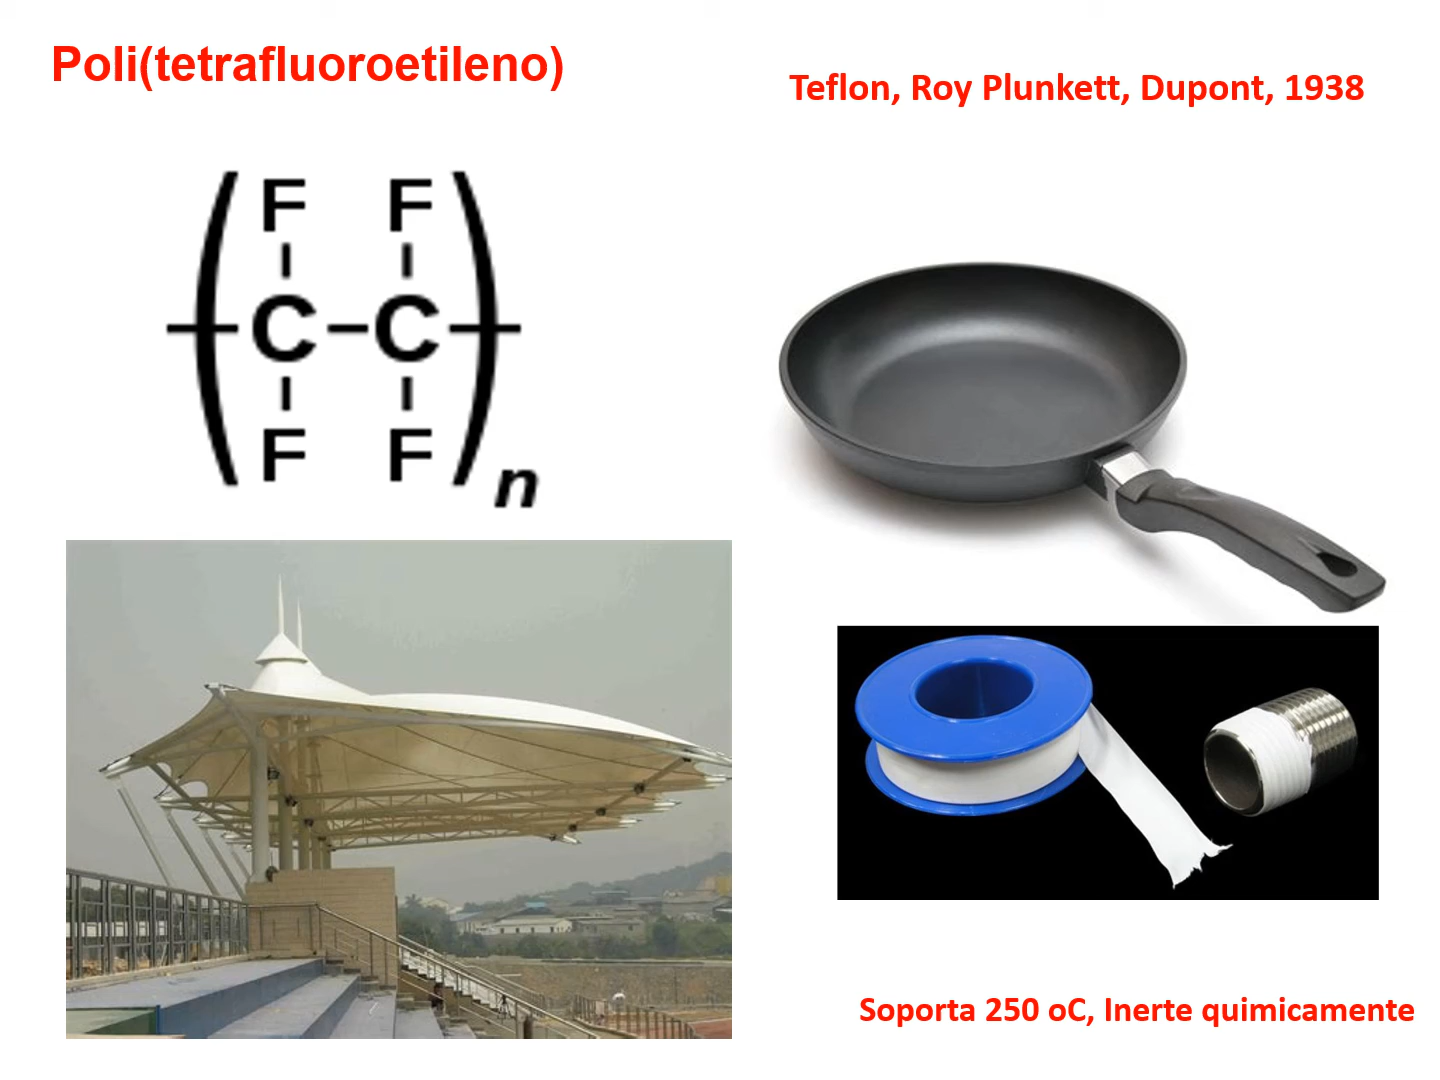 Poli(tetrafluoroetileno)
Teflon, Roy Plunkett, Dupont, 1938
F F
C C
F F
n
Soporta 250 oC, Inerte quimicamente